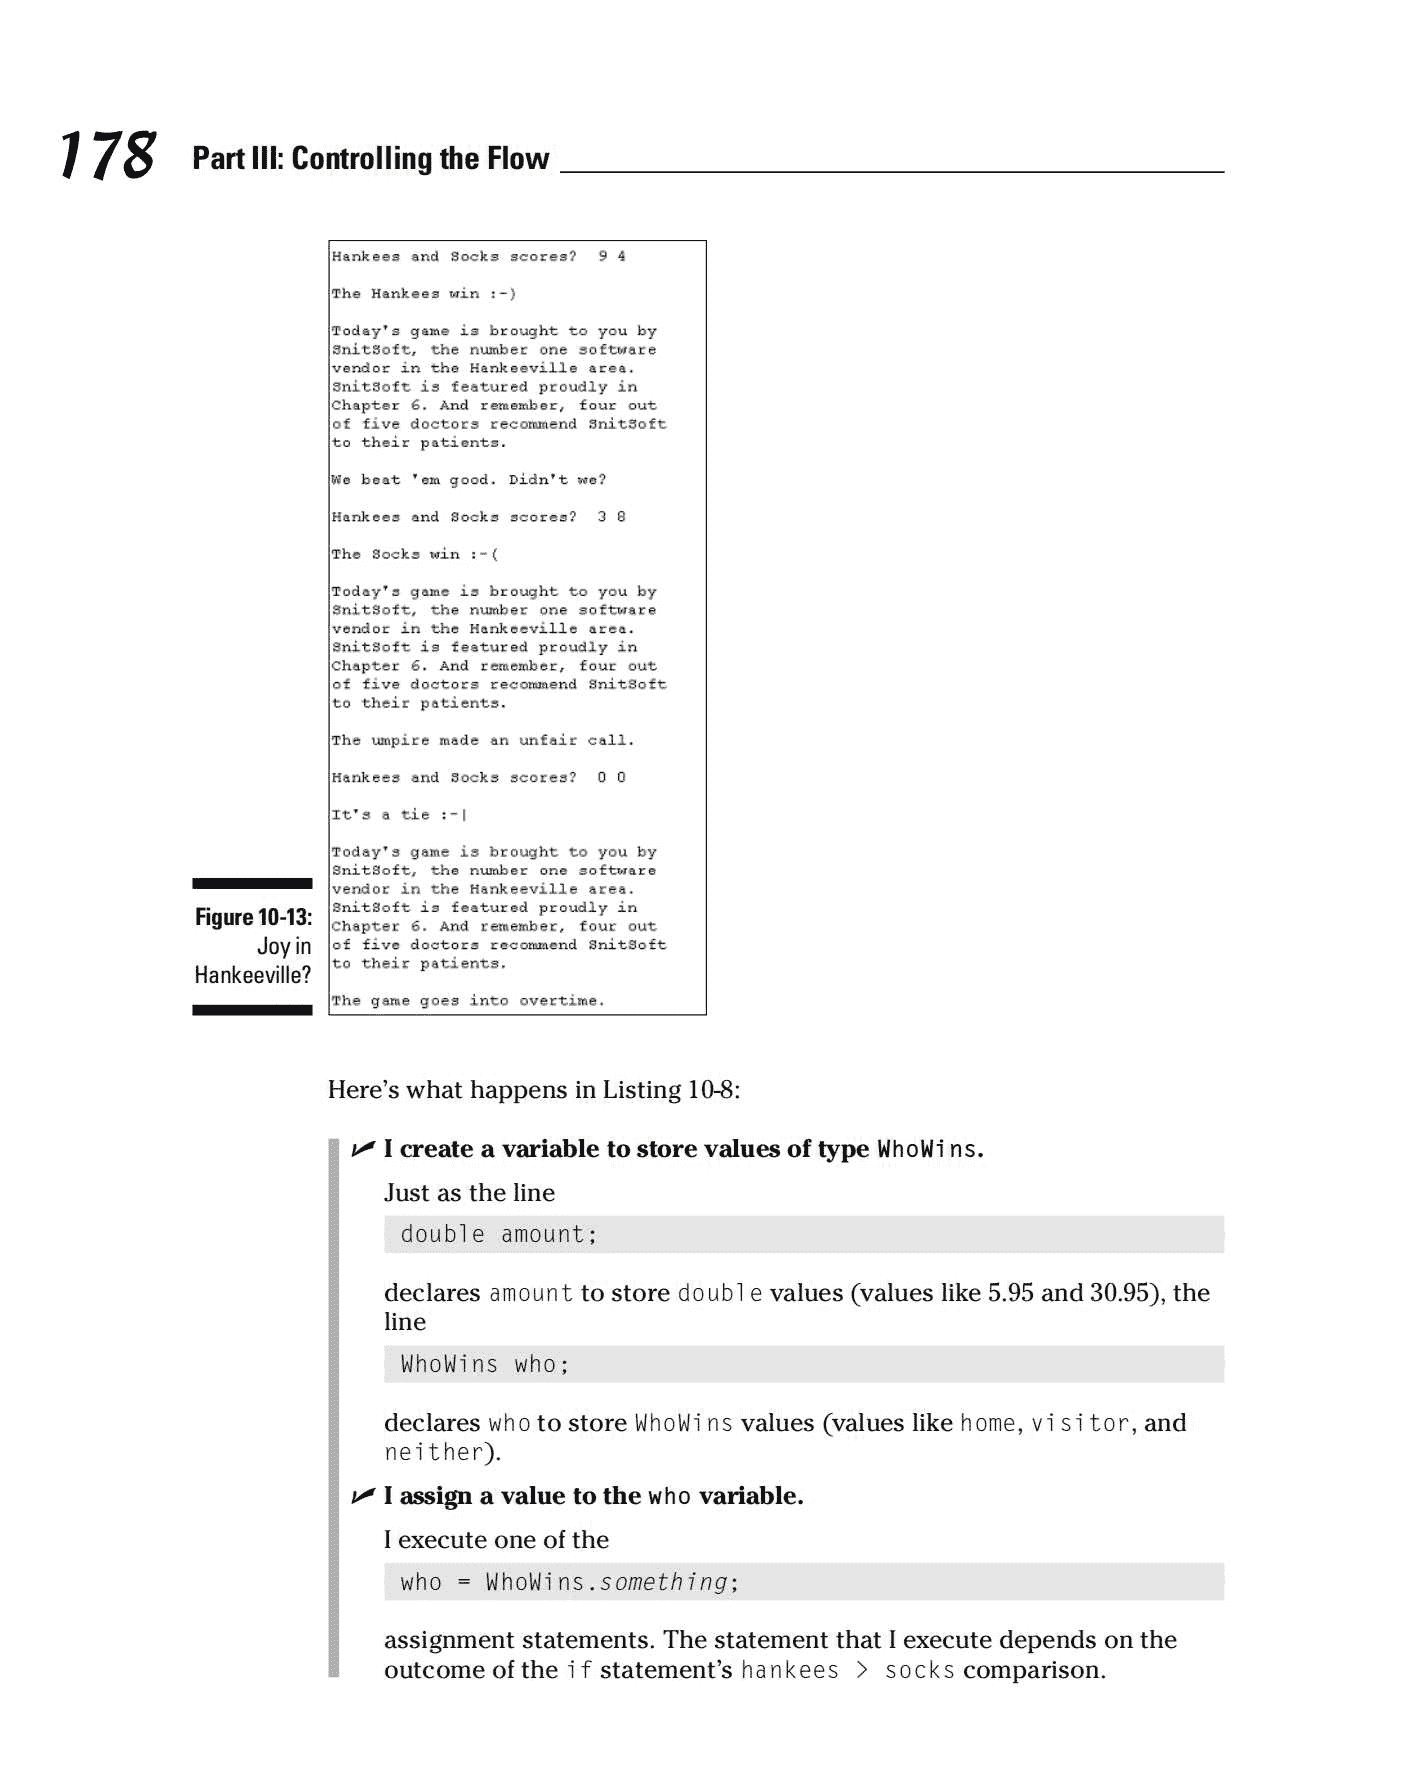 178 Part III: Controlling the Flow
Hankees and Socks scores?  9 4
The Hankees win :-)
Today's game is brought to you by
SnitSoft, the number one software
vendor in the Hankeeville area.
SnitSoft is featured proudly in
Chapter 6. And remember, four out
of five doctors recommend SnitSoft
to their patients.
We beat 'em good. Didn't we?
Hankees and Socks scores?  3 8
The Socks win :-(
Today's game is brought to you by
SnitSoft, the number one software
vendor in the Hankeeville area.
SnitSoft is featured proudly in
Chapter 6. And remember, four out
of five doctors recommend SnitSoft
to their patients.
The umpire made an unfair call.
Hankees and Socks scores?  0 0
It's a tie :-|
Today's game is brought to you by
SnitSoft, the number one software
vendor in the Hankeeville area.
SnitSoft is featured proudly in
Chapter 6. And remember, four out
of five doctors recommend SnitSoft
to their patients.
The game goes into overtime.
Figure 10-13:
Joy in
Hankeeville?
Here's what happens in Listing 10-8:
✓ I create a variable to store values of type WhoWins.
Just as the line
double amount;
declares amount to store double values (values like 5.95 and 30.95), the
line
WhoWins who;
declares who to store WhoWins values (values like home, visitor, and
neither).
✓ I assign a value to the who variable.
I execute one of the
who = WhoWins.something;
assignment statements. The statement that I execute depends on the
outcome of the if statement's hankees > socks comparison.